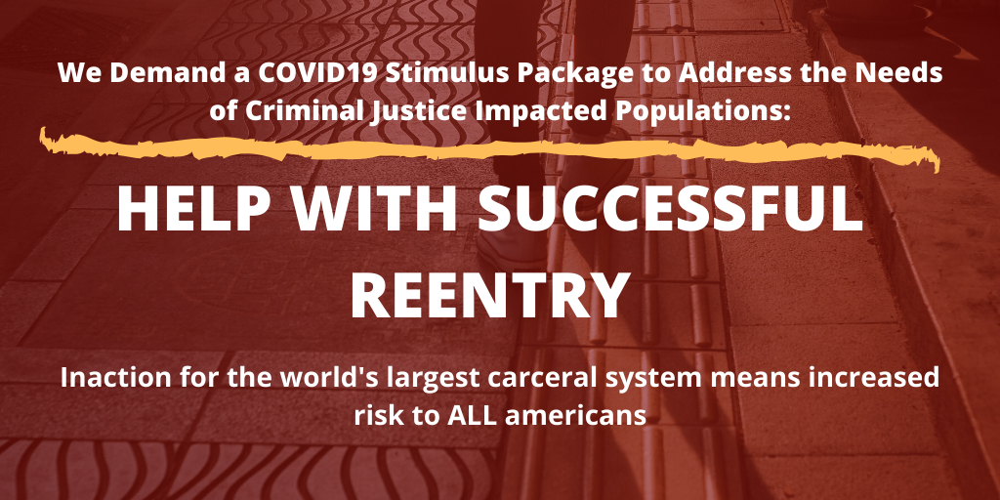 We Demand a COVID19 Stimulus Package to Address the Needs
of Criminal Justice Impacted Populations:
HELP WITH SUCCESSFUL
REENTRY
Inaction for the world's largest carceral system means increased
risk to ALL americans